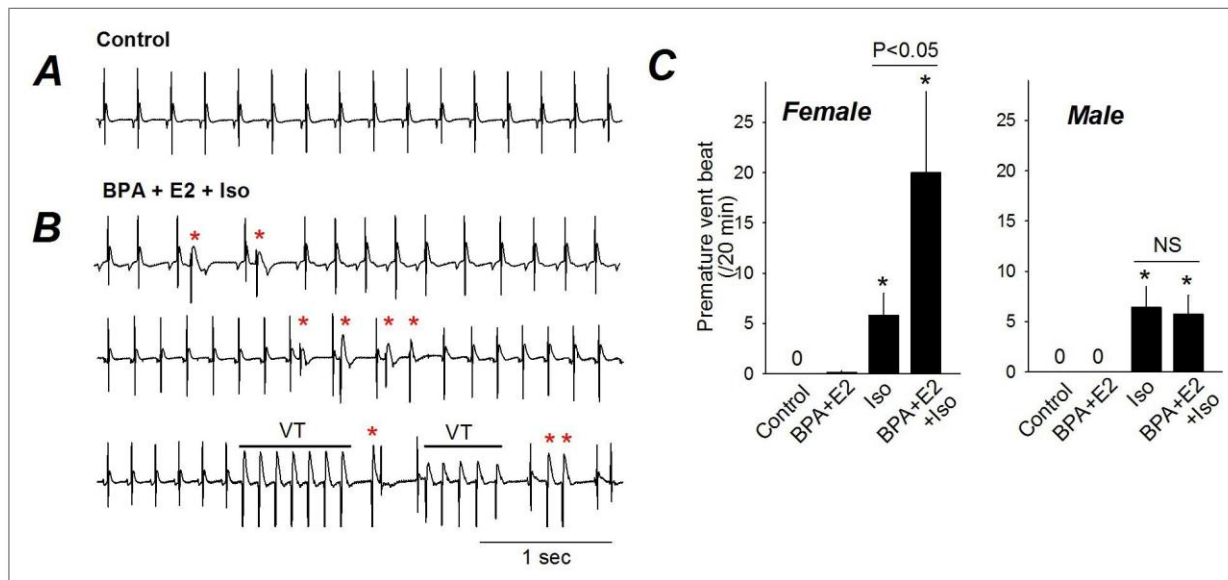 Control
A
BPA + E2 + Iso
B
* *
* * * *
VT * VT * *
1 sec
C
P<0.05
*
Female
Premature vent beat
(/20 min)
25
20
15
10
5
0
0
*
Control
BPA+E2
Iso
BPA+E2
+Iso
Male
25
20
15
10
5
0
NS
* *
0 0
Control
BPA+E2
Iso
BPA+E2
+Iso